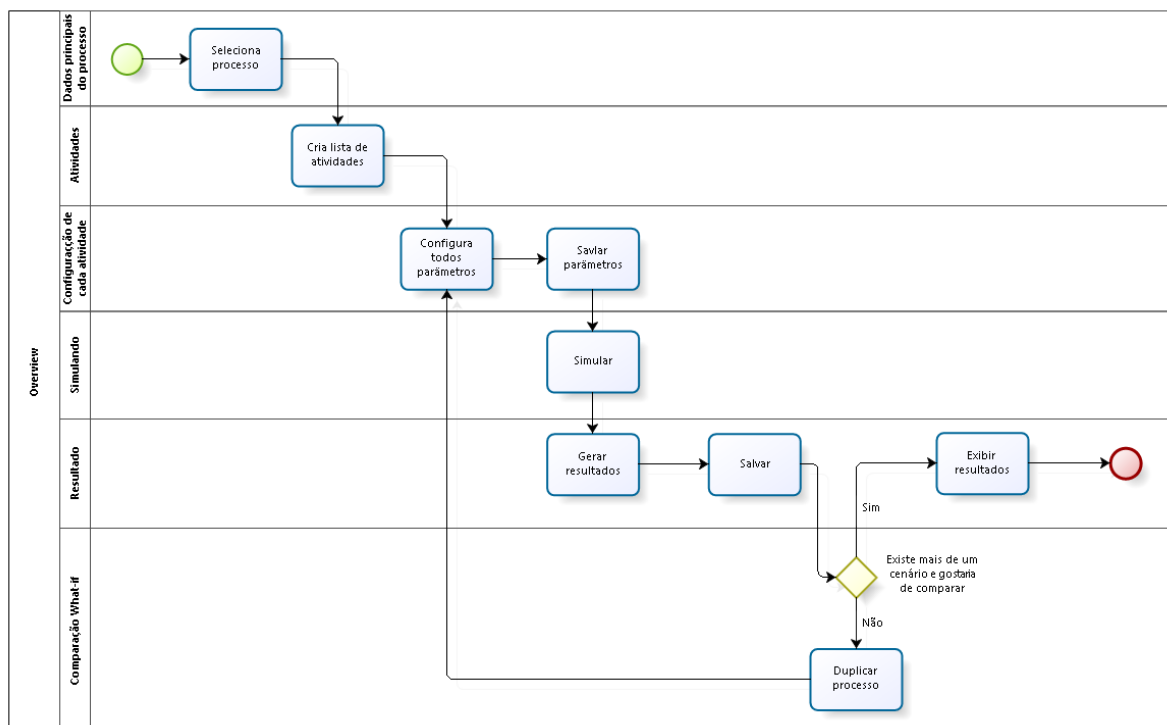 Overview
Dados principais
do processo
Seleciona
processo
Atividades
Cria lista de
atividades
Configuracção de
cada atividade
Configura
todos
parâmetros
Savlar
parâmetros
Simulando
Simular
Resultado
Gerar
resultados
Salvar
Exibir
resultados
Sim
Comparação What-if
Existe mais de um
cenário e gostaria
de comparar
Não
Duplicar
processo